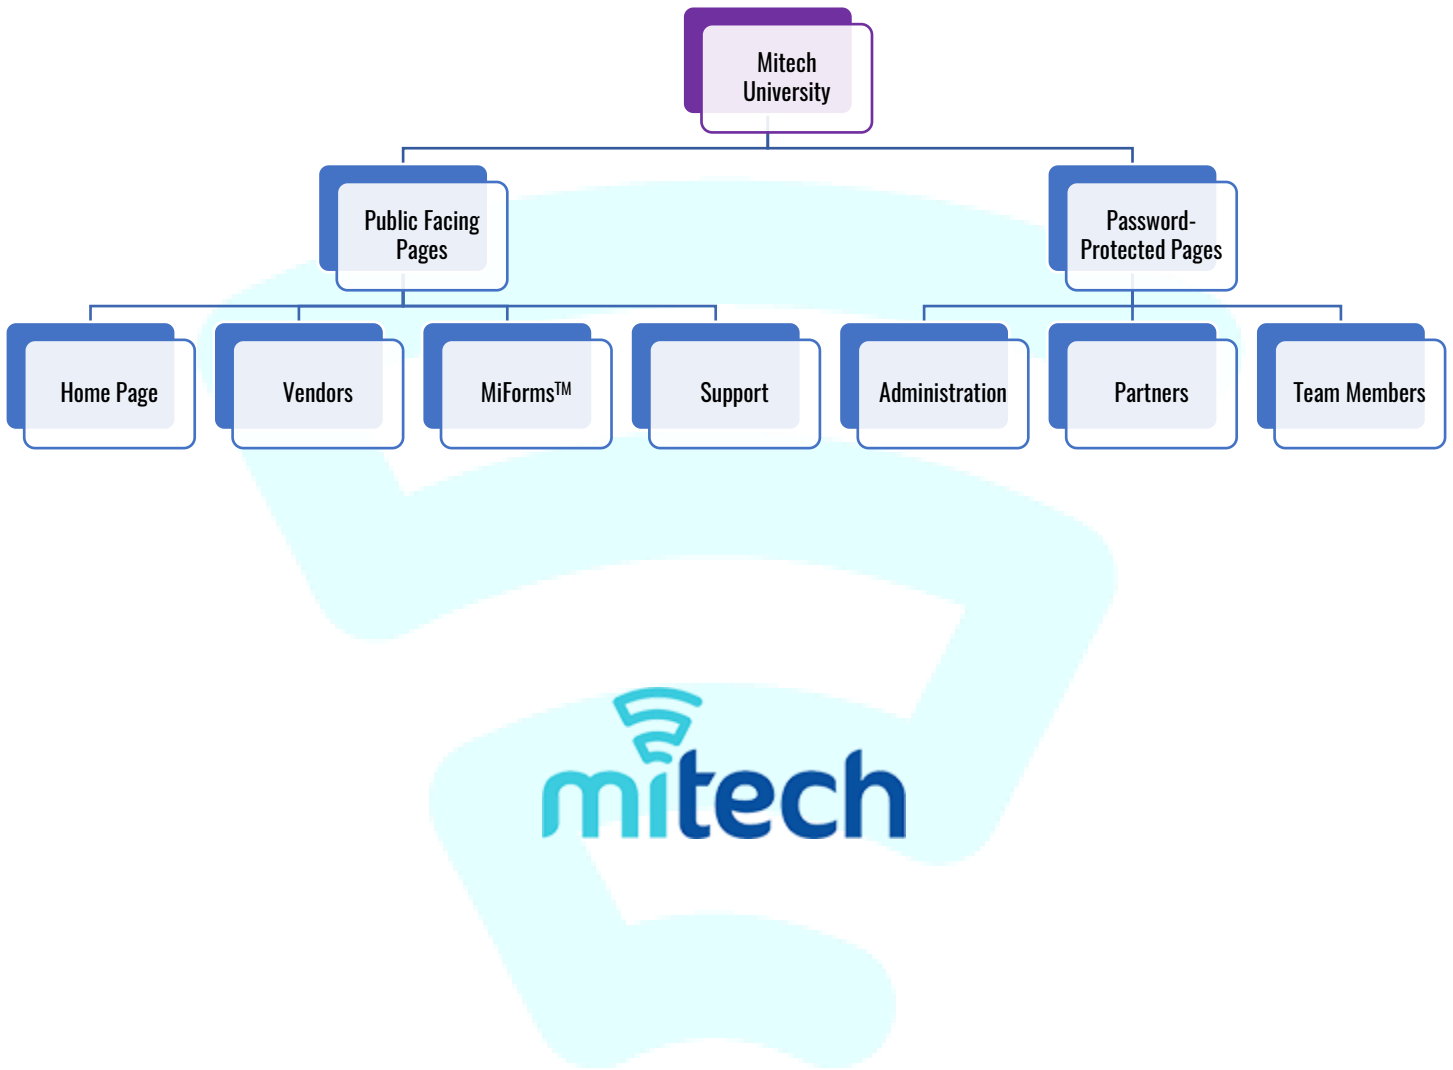 Mitech
University
Public Facing
Pages
Password-
Protected Pages
Home Page
Vendors
MiForms™
Support
Administration
Partners
Team Members
mitech